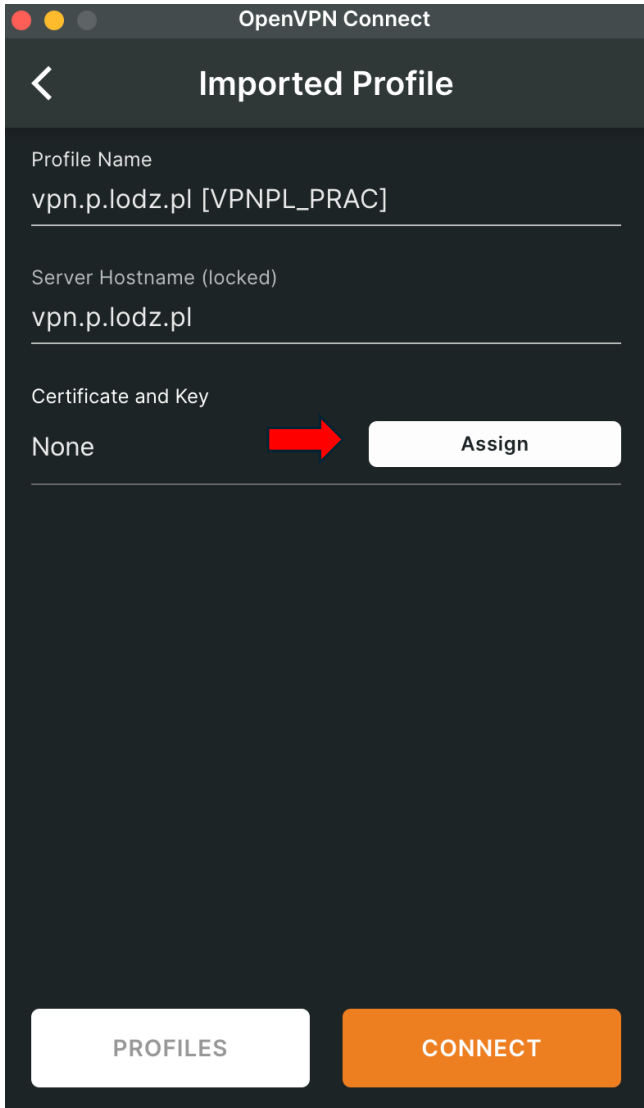 OpenVPN Connect
Imported Profile
Profile Name
vpn.p.lodz.pl [VPNPL_PRAC]
Server Hostname (locked)
vpn.p.lodz.pl
Certificate and Key
None
Assign
PROFILES
CONNECT